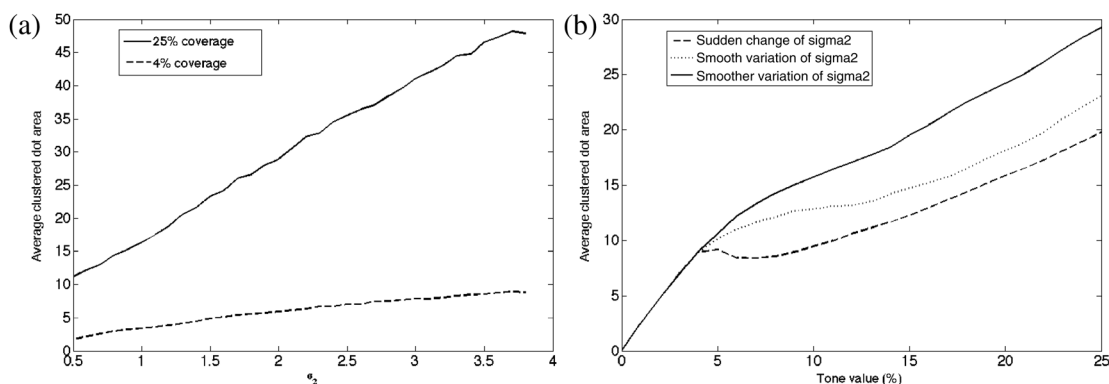 (a)
50
45
40
35
30
25
20
15
10
5
0
25% coverage
4% coverage
0.5
1
1.5
2
2.5
3
3.5
4
Average clustered dot area
σ2
(b)
30
25
20
15
10
5
0
Sudden change of sigma2
Smooth variation of sigma2
Smoother variation of sigma2
0
5
10
15
20
25
Average clustered dot area
Tone value (%)